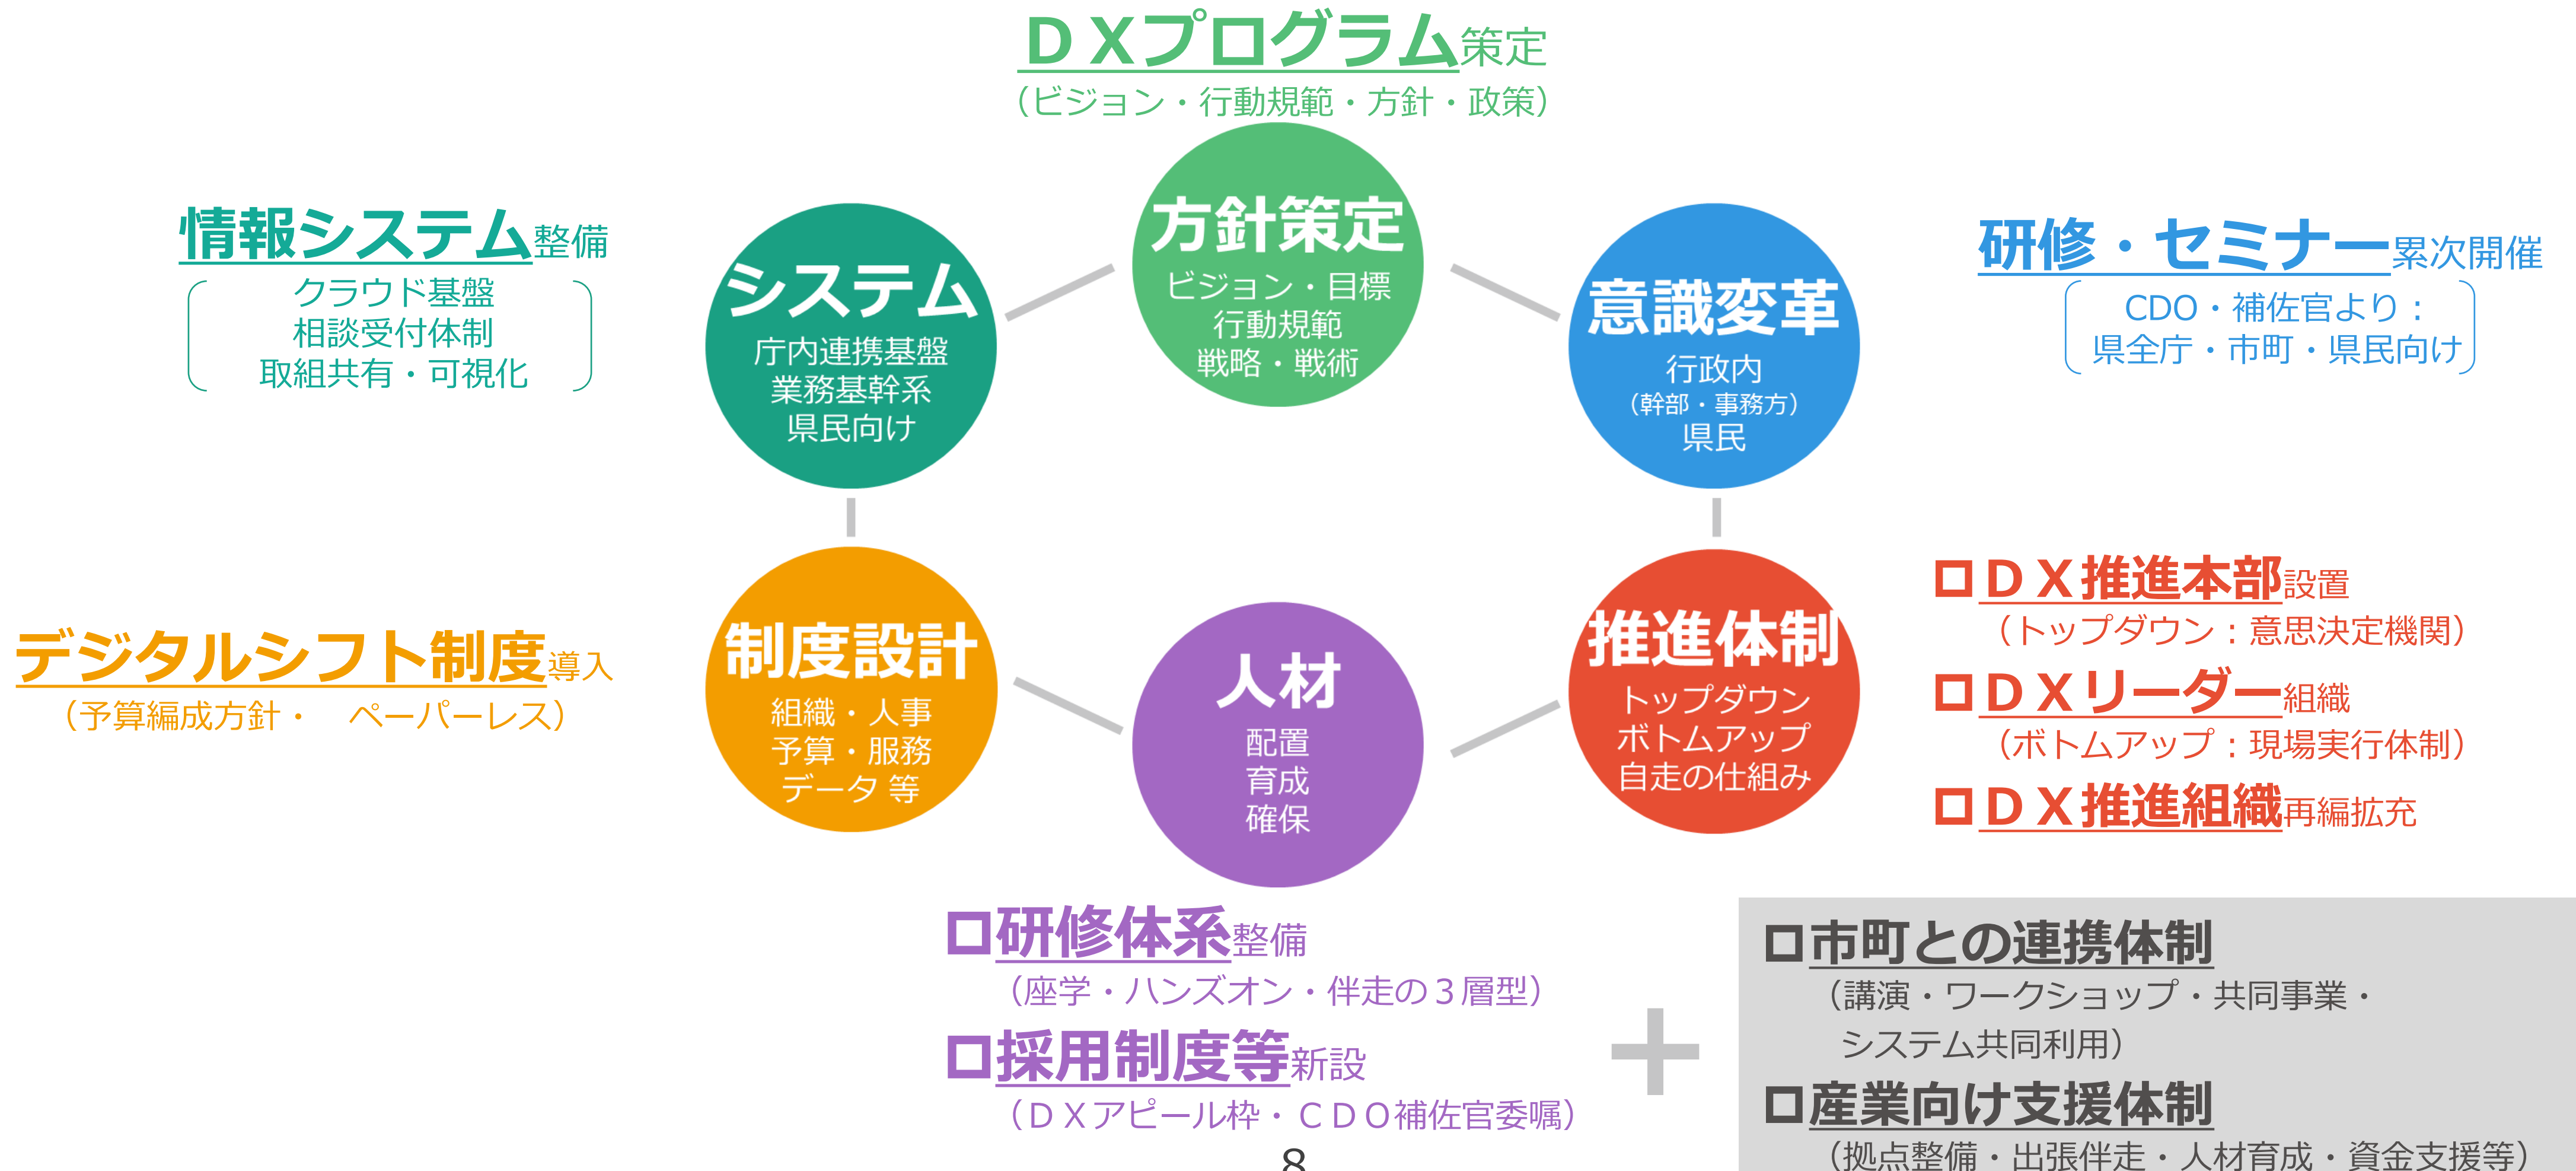 ＤＸプログラム策定
（ビジョン・行動規範・方針・政策）
方針策定
ビジョン・目標
行動規範
戦略・戦術
情報システム整備
クラウド基盤
相談受付体制
取組共有・可視化
システム
庁内連携基盤
業務基幹系
県民向け
意識変革
行政内
（幹部・事務方）
県民
研修・セミナー累次開催
CDO・補佐官より：
県全庁・市町・県民向け
デジタルシフト制度導入
（予算編成方針・　ペーパーレス）
制度設計
組織・人事
予算・服務
データ 等
人材
配置
育成
確保
推進体制
トップダウン
ボトムアップ
自走の仕組み
□ＤＸ推進本部設置
（トップダウン：意思決定機関）
□ＤＸリーダー組織
（ボトムアップ：現場実行体制）
□ＤＸ推進組織再編拡充
□研修体系整備
（座学・ハンズオン・伴走の３層型）
□採用制度等新設
（ＤＸアピール枠・ＣＤＯ補佐官委嘱）
＋
□市町との連携体制
（講演・ワークショップ・共同事業・
システム共同利用）
□産業向け支援体制
（拠点整備・出張伴走・人材育成・資金支援等）
8